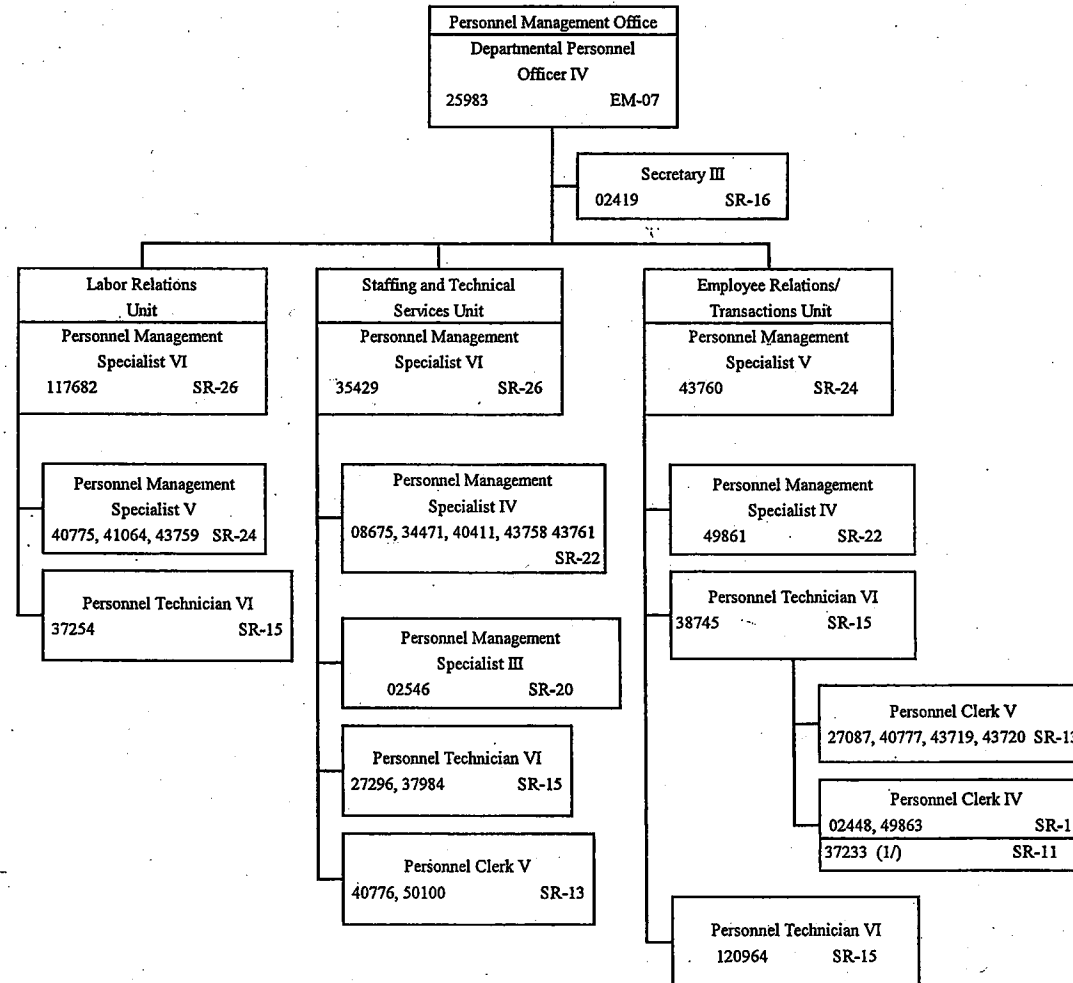 Personnel Management Office
Departmental Personnel
Officer IV
25983 EM-07
Secretary III
02419 SR-16
Labor Relations
Unit
Personnel Management
Specialist VI
117682 SR-26
Personnel Management
Specialist V
40775, 41064, 43759 SR-24
Personnel Technician VI
37254 SR-15
Staffing and Technical
Services Unit
Personnel Management
Specialist VI
35429 SR-26
Personnel Management
Specialist IV
08675, 34471, 40411, 43758 43761
SR-22
Personnel Management
Specialist III
02546 SR-20
Personnel Technician VI
27296, 37984 SR-15
Personnel Clerk V
40776, 50100 SR-13
Employee Relations/
Transactions Unit
Personnel Management
Specialist V
43760 SR-24
Personnel Management
Specialist IV
49861 SR-22
Personnel Technician VI
38745 SR-15
Personnel Clerk V
27087, 40777, 43719, 43720 SR-13
Personnel Clerk IV
02448, 49863 SR-1
37233 (1/) SR-11
Personnel Technician VI
120964 SR-15